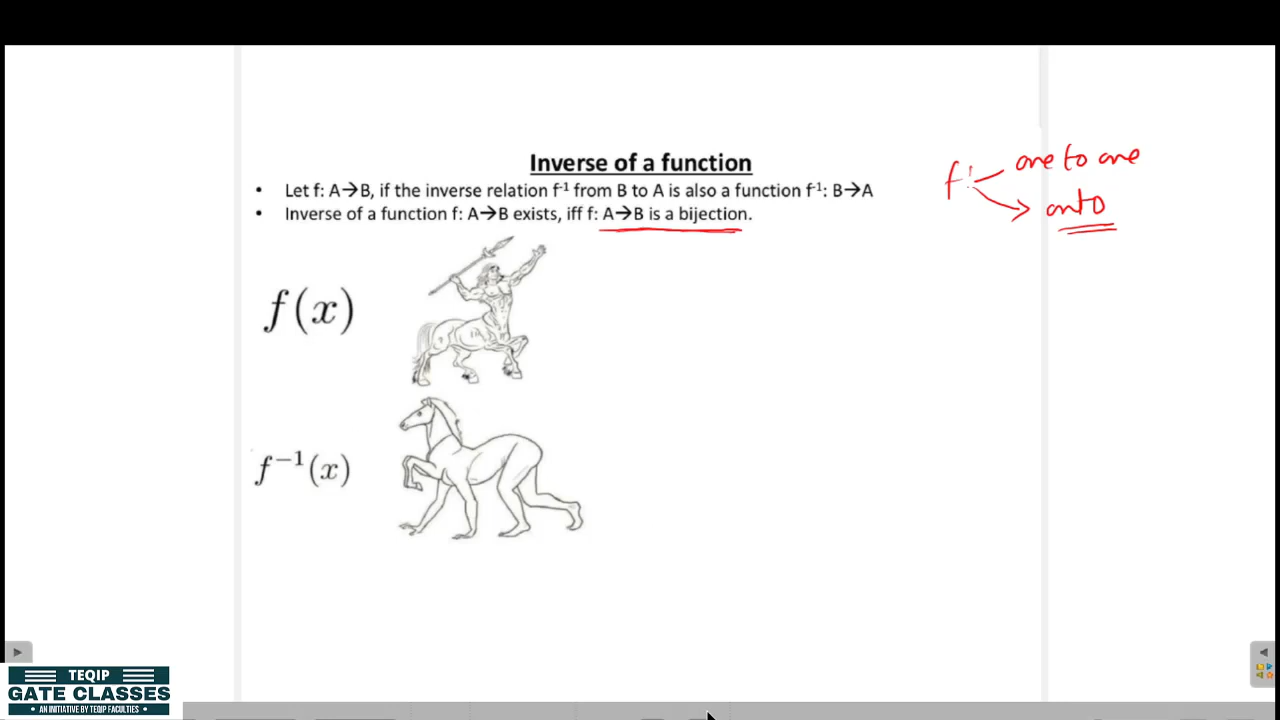 Inverse of a function
• Let f: A→B, if the inverse relation f⁻¹ from B to A is also a function f⁻¹: B→A
• Inverse of a function f: A→B exists, iff f: A→B is a bijection.
f: one to one
onto
f(x)
f⁻¹(x)
TEQIP
GATE CLASSES
• AN INITIATIVE BY TEQIP FACULTIES •